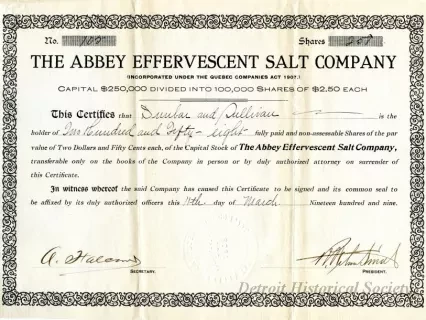 No. Shares 258
THE ABBEY EFFERVESCENT SALT COMPANY
(INCORPORATED UNDER THE QUEBEC COMPANIES ACT 1907.)
CAPITAL $250,000 DIVIDED INTO 100,000 SHARES OF $2.50 EACH
This Certifies that Dunbar and Sullivan is the
holder of Two Hundred and Fifty-eight fully paid and non-assessable Shares of the par
value of Two Dollars and Fifty Cents each, of the Capital Stock of The Abbey Effervescent Salt Company,
transferable only on the books of the Company in person or by duly authorized attorney on surrender of
this Certificate.
In witness whereof the said Company has caused this Certificate to be signed and its common seal to
be affixed by its duly authorized officers this 11th day of March Nineteen hundred and nine.
SECRETARY. PRESIDENT.
Detroit Historical Society